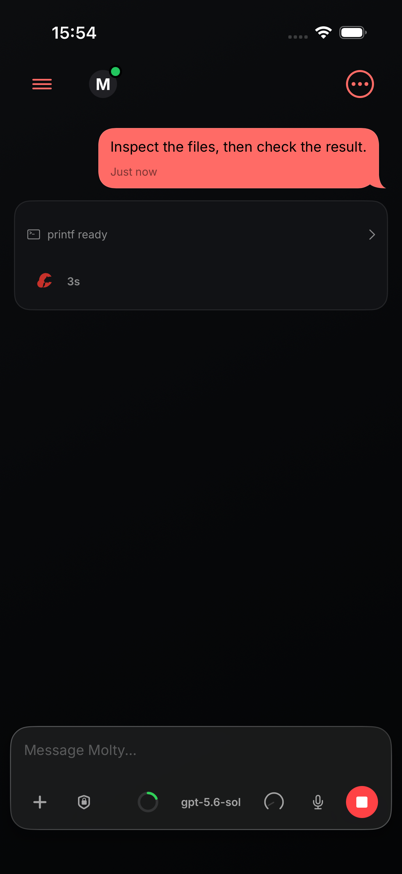 15:54
M
Inspect the files, then check the result.
Just now
printf ready
3s
Message Molty...
gpt-5.6-sol